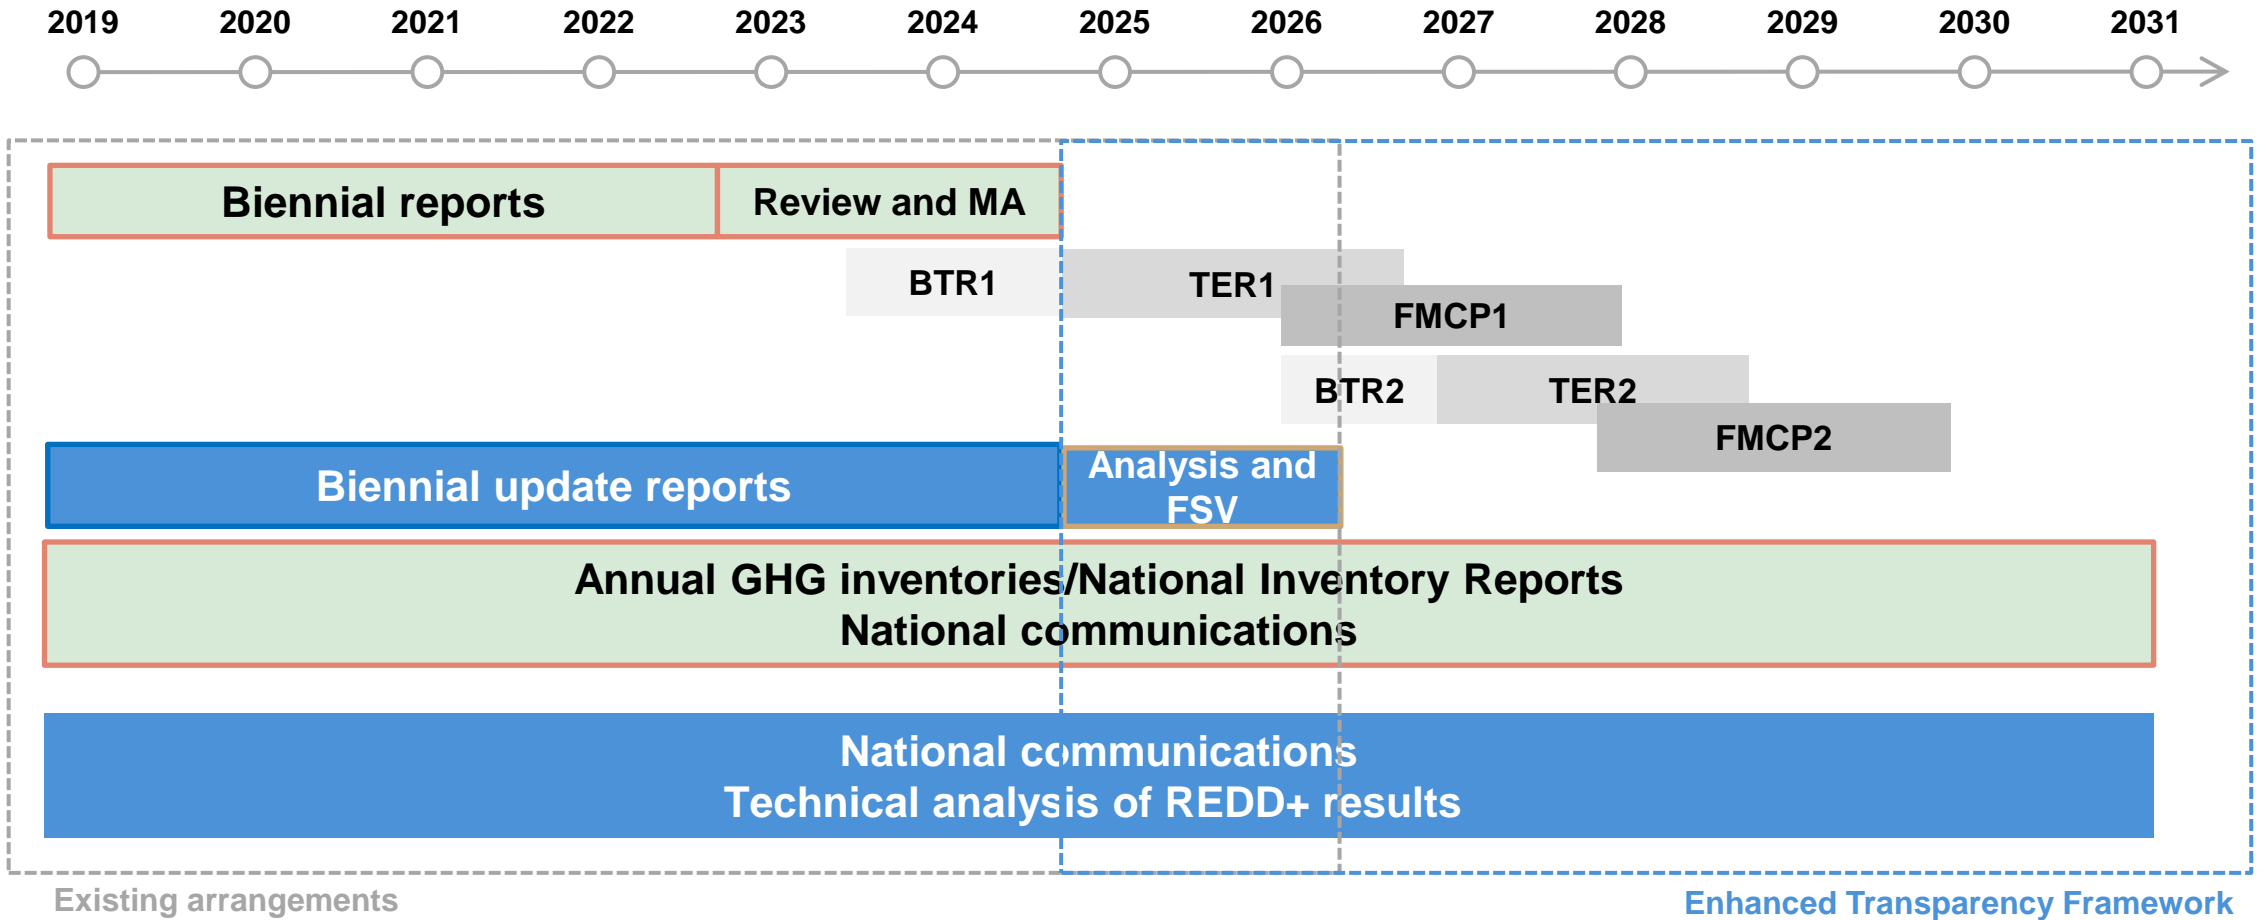 2019 2020 2021 2022 2023 2024 2025 2026 2027 2028 2029 2030 2031
Biennial reports
Review and MA
BTR1
TER1
FMCP1
BTR2
TER2
FMCP2
Biennial update reports
Analysis and
FSV
Annual GHG inventories/National Inventory Reports
National communications
National communications
Technical analysis of REDD+ results
Existing arrangements
Enhanced Transparency Framework